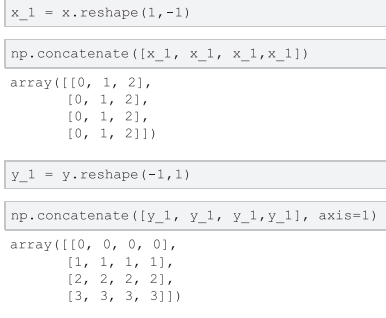 x_1 = x.reshape(1,-1)
np.concatenate([x_1, x_1, x_1,x_1])
array([[0, 1, 2],
       [0, 1, 2],
       [0, 1, 2],
       [0, 1, 2]])
y_1 = y.reshape(-1,1)
np.concatenate([y_1, y_1, y_1,y_1], axis=1)
array([[0, 0, 0, 0],
       [1, 1, 1, 1],
       [2, 2, 2, 2],
       [3, 3, 3, 3]])